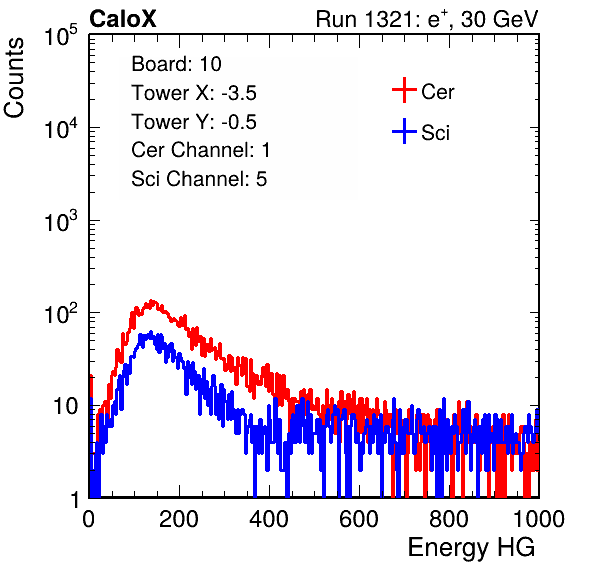 CaloX Run 1321: e⁺, 30 GeV
Counts
Board: 10
Tower X: -3.5
Tower Y: -0.5
Cer Channel: 1
Sci Channel: 5
Cer
Sci
10⁵
10⁴
10³
10²
10
1
0 200 400 600 800 1000
Energy HG